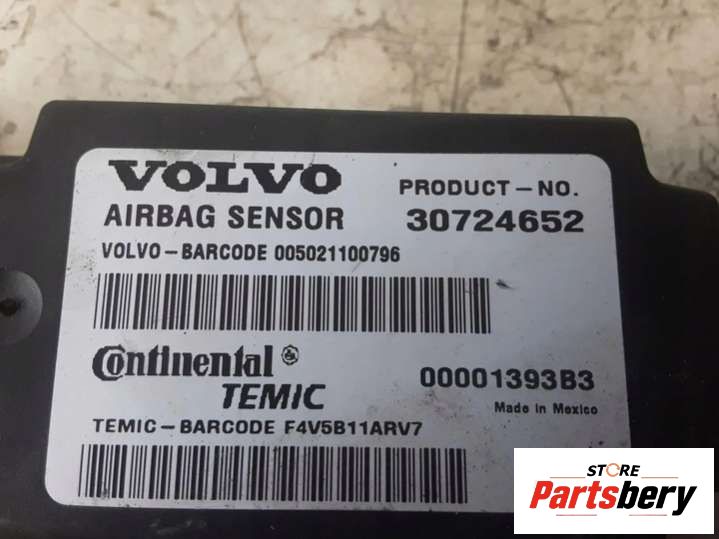 VOLVO
PRODUCT – NO.
AIRBAG SENSOR
30724652
VOLVO – BARCODE 005021100796
Continental ®
TEMIC
00001393B3
Made in Mexico
TEMIC – BARCODE F4V5B11ARV7
STORE
Partsbery